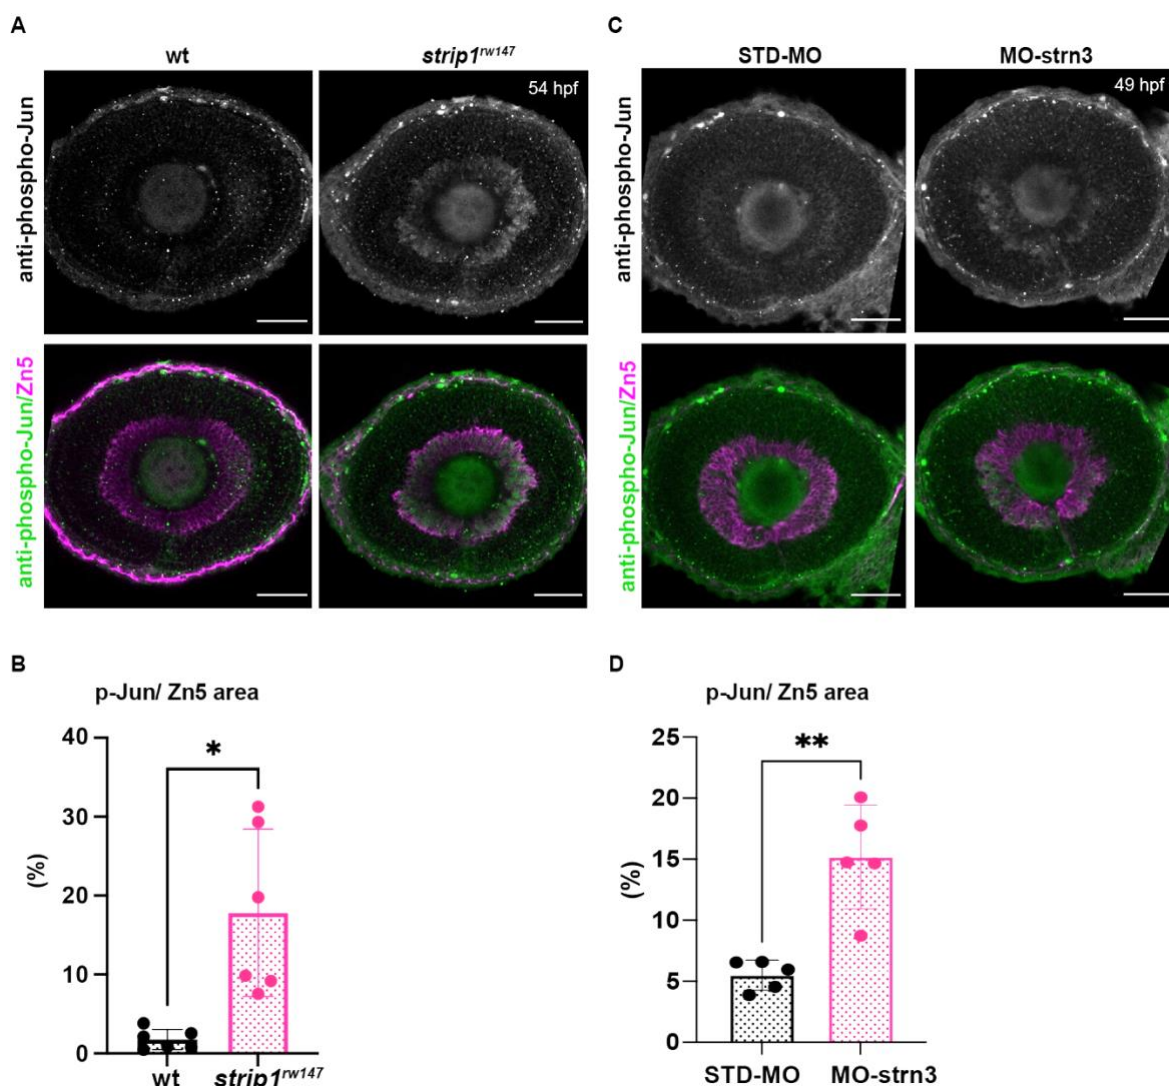 A
wt
strip1rw147
anti-phospho-Jun
54 hpf
anti-phospho-Jun/Zn5
C
STD-MO
MO-strn3
anti-phospho-Jun
49 hpf
anti-phospho-Jun/Zn5
B
p-Jun/ Zn5 area
(%)
40
30
20
10
0
*
wt
strip1rw147
D
p-Jun/ Zn5 area
(%)
25
20
15
10
5
0
**
STD-MO
MO-strn3